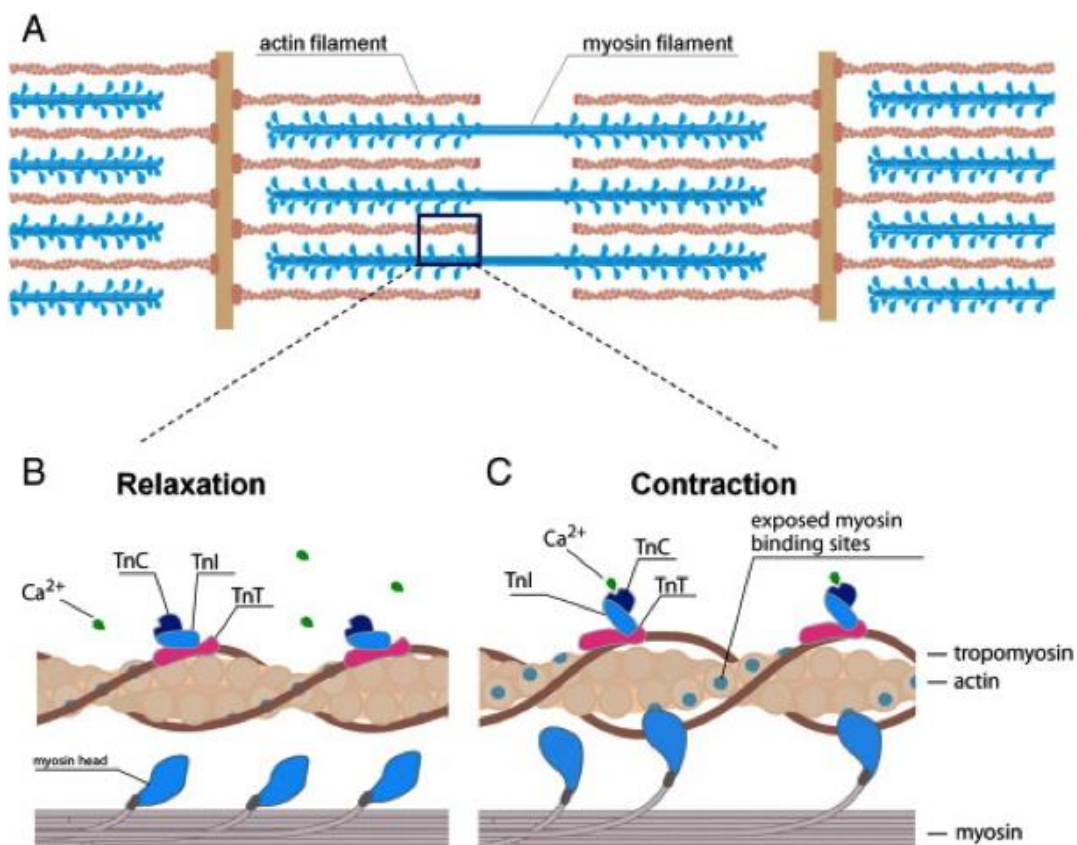 A
actin filament
myosin filament
B
Relaxation
Ca2+
TnC
TnI
TnT
myosin head
C
Contraction
Ca2+
TnC
TnI
TnT
exposed myosin
binding sites
tropomyosin
actin
myosin